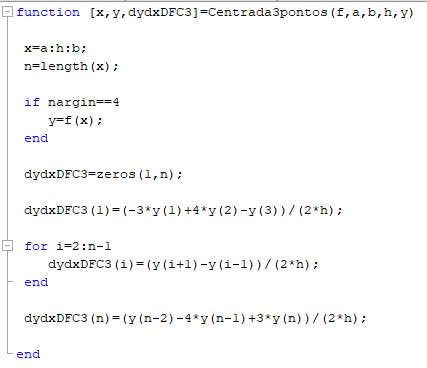 function [x,y,dydxDFC3]=Centrada3pontos(f,a,b,h,y)
x=a:h:b;
n=length(x);
if nargin==4
y=f(x);
end
dydxDFC3=zeros(1,n);
dydxDFC3(1)=(-3*y(1)+4*y(2)-y(3))/(2*h);
for i=2:n-1
dydxDFC3(i)=(y(i+1)-y(i-1))/(2*h);
end
dydxDFC3(n)=(y(n-2)-4*y(n-1)+3*y(n))/(2*h);
end